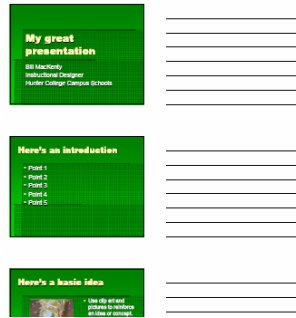 My great
presentation
Bill MacKenty
Instructional Designer
Hunter College Campus Schools
Here's an introduction
• Point 1
• Point 2
• Point 3
• Point 4
• Point 5
Here's a basic idea
• Use clip art and
pictures to reinforce
an idea or concept.